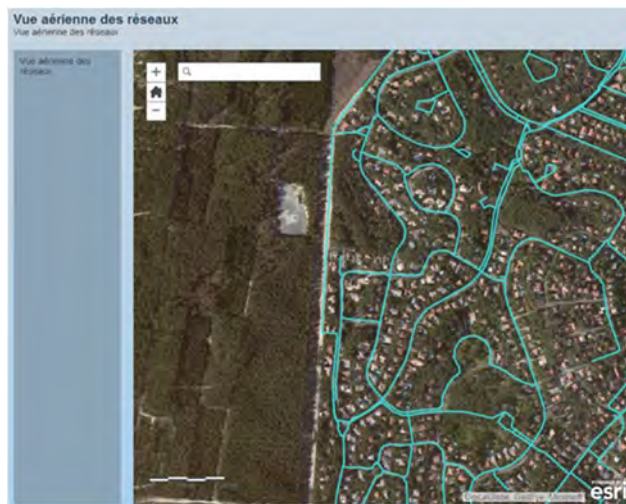 Vue aérienne des réseaux
Vue aérienne des réseaux
Vue aérienne des
réseaux
esri